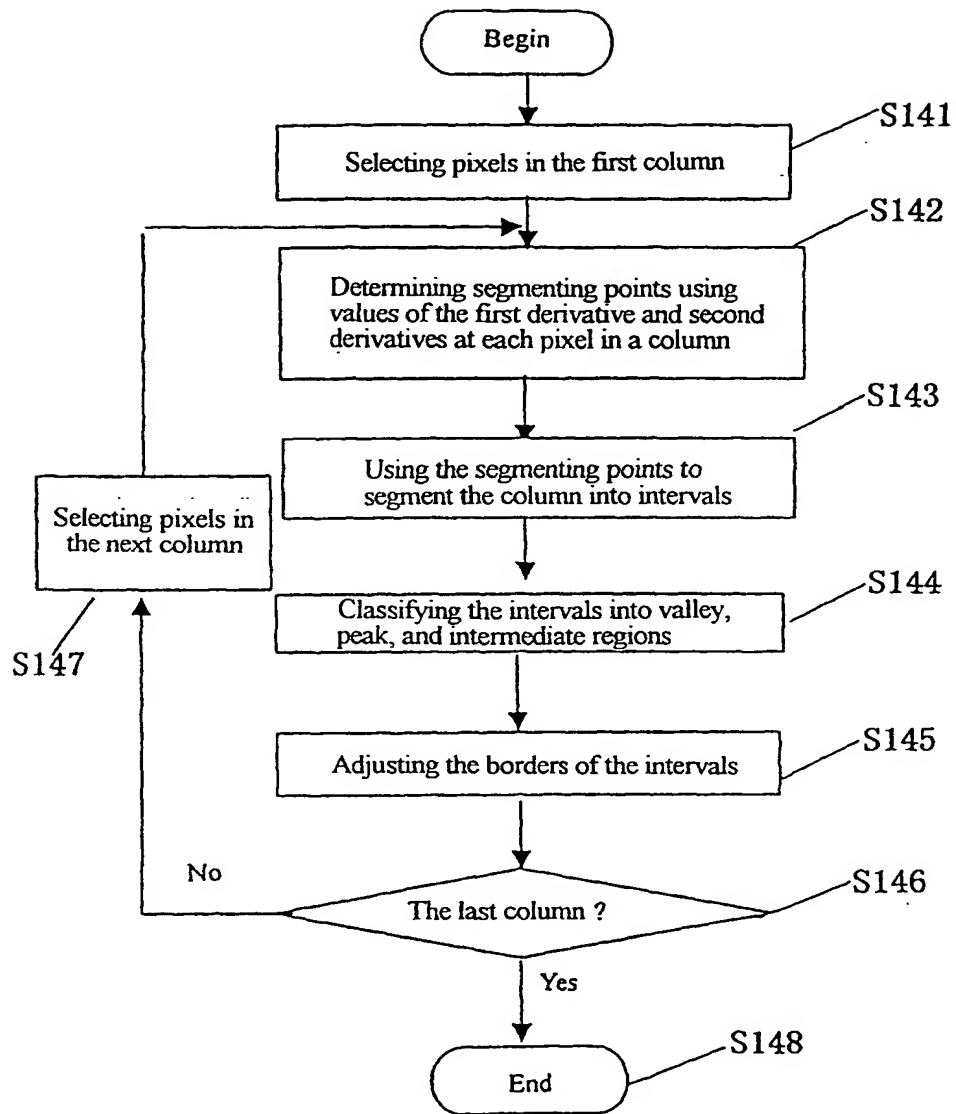 Begin
S141
Selecting pixels in the first column
S142
Determining segmenting points using
values of the first derivative and second
derivatives at each pixel in a column
S143
Using the segmenting points to
segment the column into intervals
Selecting pixels in
the next column
S147
S144
Classifying the intervals into valley,
peak, and intermediate regions
S145
Adjusting the borders of the intervals
No
S146
The last column ?
Yes
S148
End